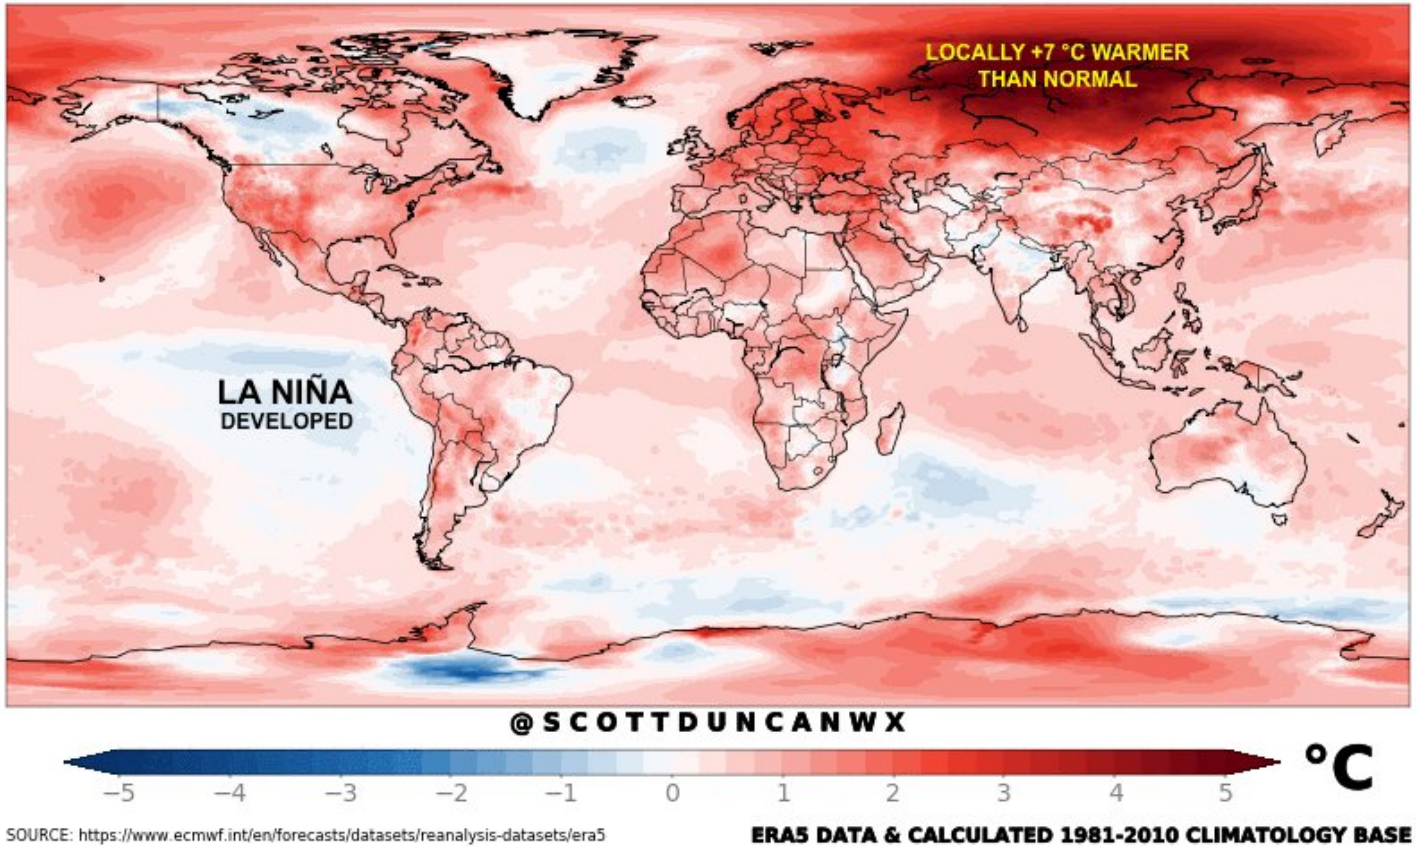 LOCALLY +7 °C WARMER
THAN NORMAL
LA NIÑA
DEVELOPED
@SCOTTDUNCANWX
−5 −4 −3 −2 −1 0 1 2 3 4 5
°C
SOURCE: https://www.ecmwf.int/en/forecasts/datasets/reanalysis-datasets/era5
ERA5 DATA & CALCULATED 1981-2010 CLIMATOLOGY BASE